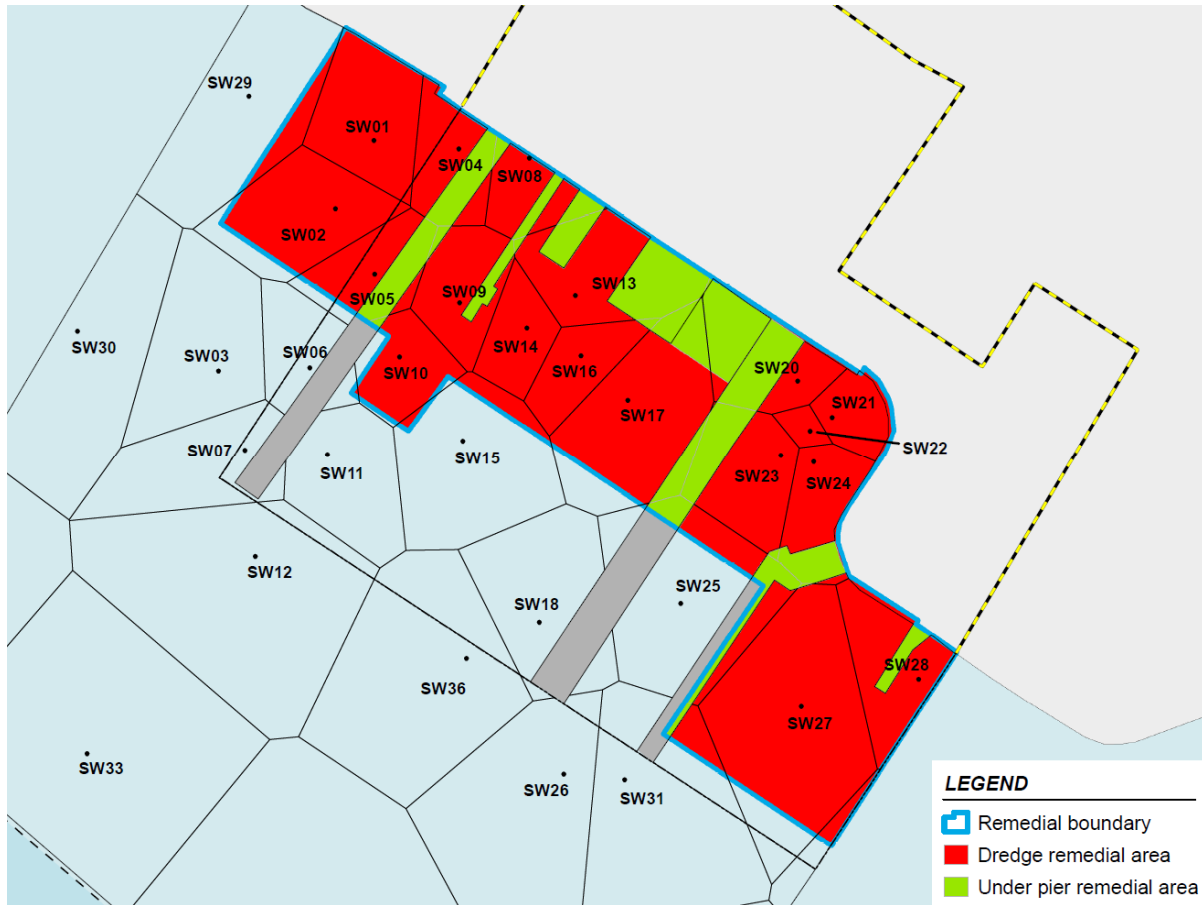 SW29
SW01
SW04
SW08
SW02
SW05
SW09
SW13
SW30
SW03
SW06
SW10
SW14
SW16
SW20
SW17
SW21
SW22
SW07
SW11
SW15
SW23
SW24
SW12
SW18
SW25
SW36
SW28
SW27
SW33
SW26
SW31
LEGEND
Remedial boundary
Dredge remedial area
Under pier remedial area